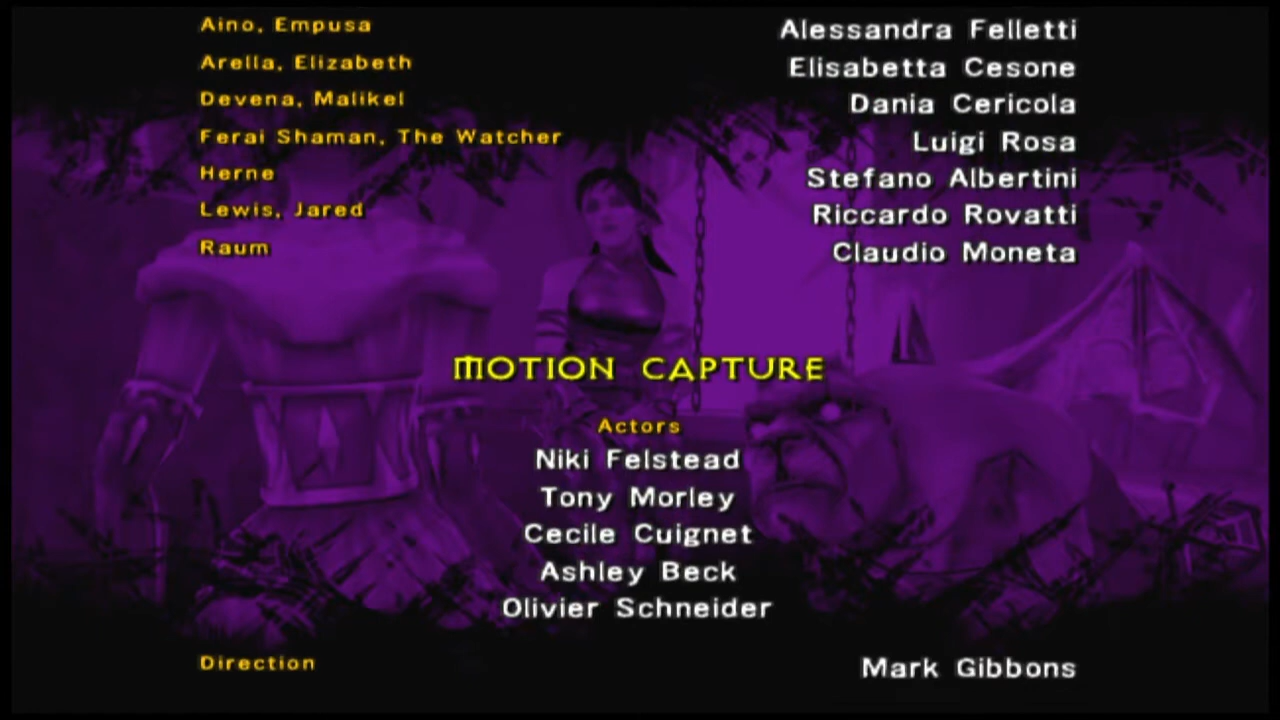 Aino, Empusa Alessandra Felletti
Arella, Elizabeth Elisabetta Cesone
Devena, Malikel Dania Cericola
Ferai Shaman, The Watcher Luigi Rosa
Herne Stefano Albertini
Lewis, Jared Riccardo Rovatti
Raum Claudio Moneta
MOTION CAPTURE
Actors
Niki Felstead
Tony Morley
Cecile Cuignet
Ashley Beck
Olivier Schneider
Direction Mark Gibbons